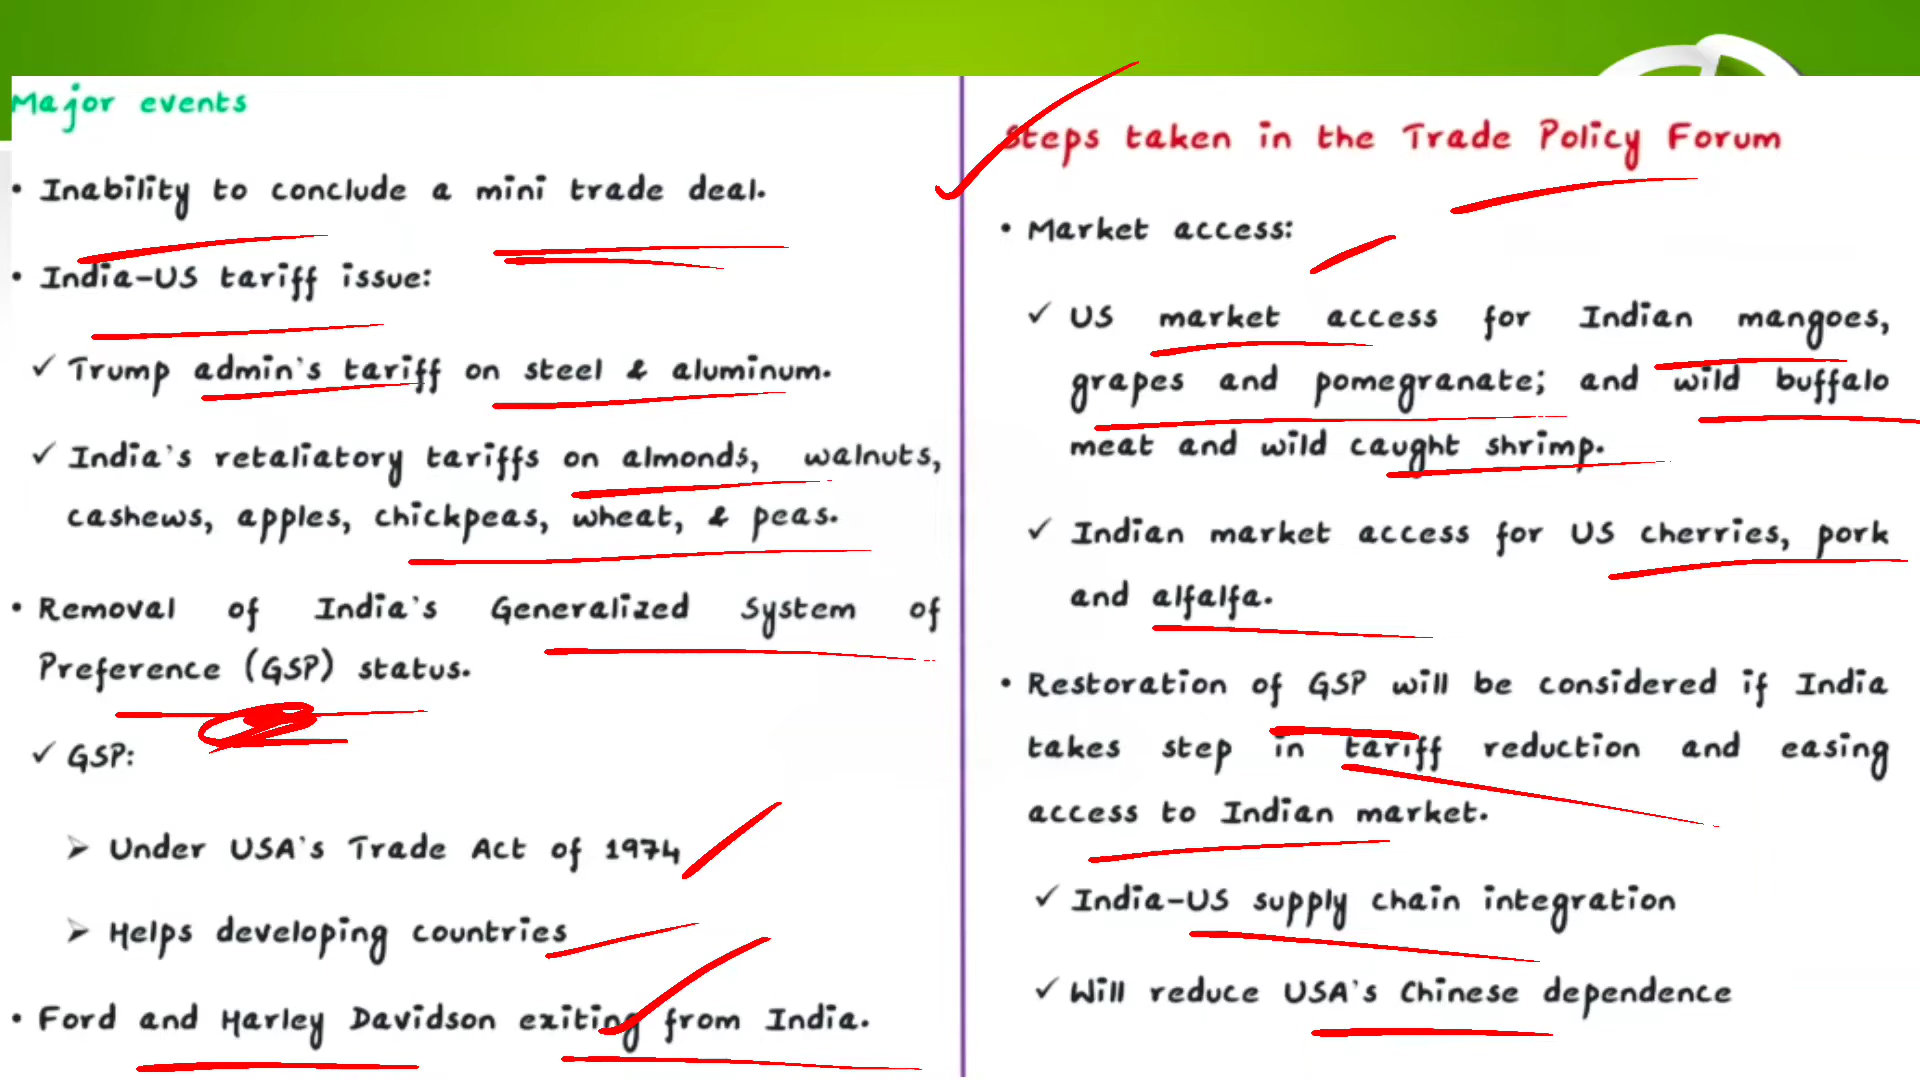 Major events
• Inability to conclude a mini trade deal.
• India-US tariff issue:
✓ Trump admin's tariff on steel & aluminum.
✓ India's retaliatory tariffs on almonds, walnuts,
cashews, apples, chickpeas, wheat, & peas.
• Removal of India's Generalized System of
Preference (GSP) status.
✓ GSP:
➢ Under USA's Trade Act of 1974
➢ Helps developing countries
• Ford and Harley Davidson exiting from India.
Steps taken in the Trade Policy Forum
• Market access:
✓ US market access for Indian mangoes,
grapes and pomegranate; and wild buffalo
meat and wild caught shrimp.
✓ Indian market access for US cherries, pork
and alfalfa.
• Restoration of GSP will be considered if India
takes step in tariff reduction and easing
access to Indian market.
✓ India-US supply chain integration
✓ Will reduce USA's Chinese dependence